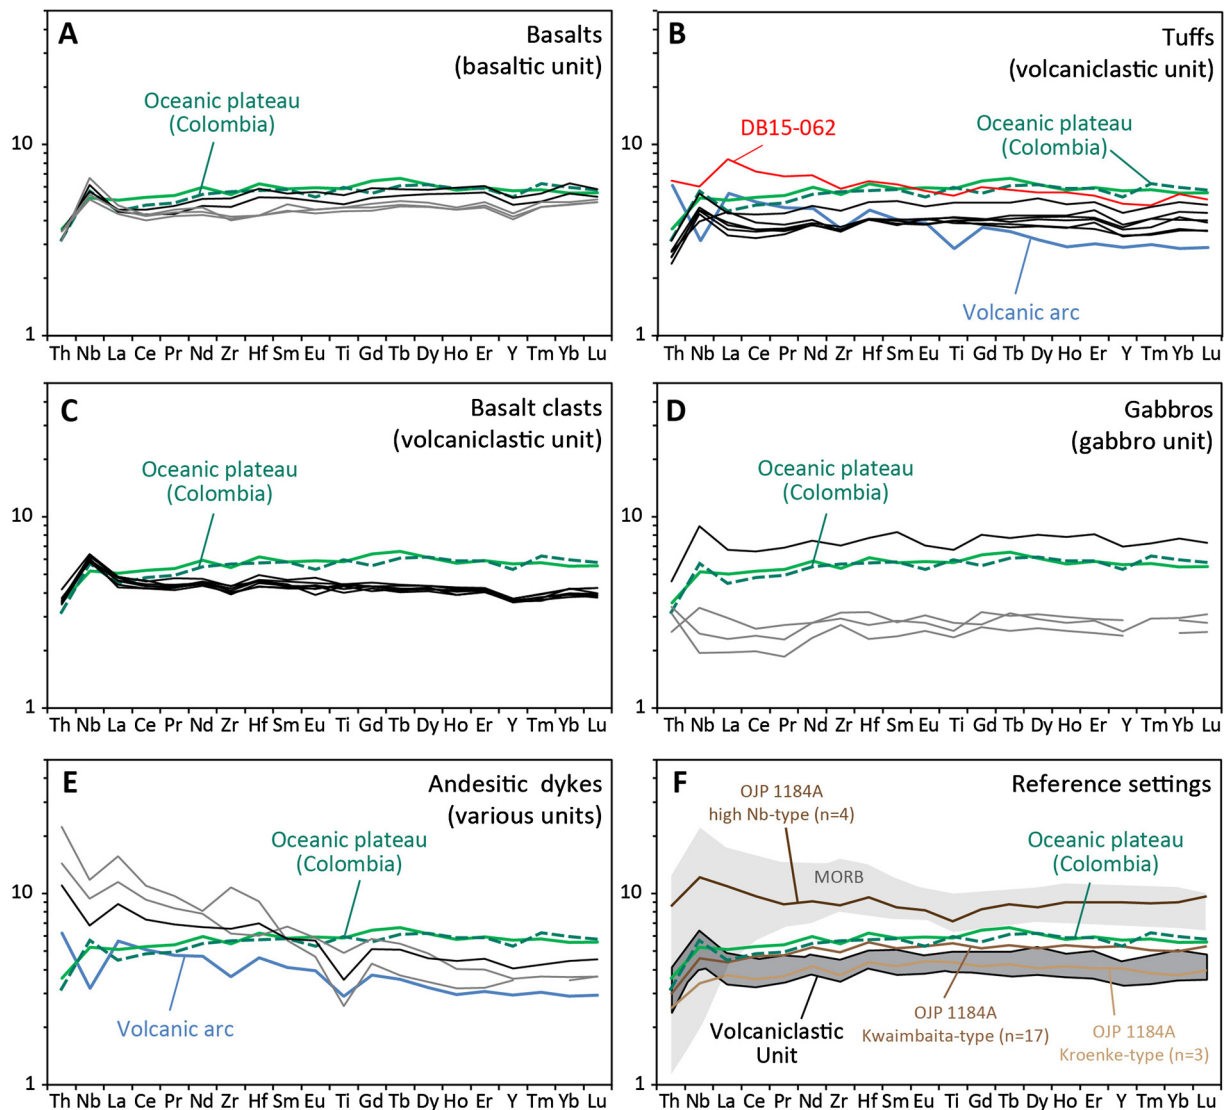 A
Basalts
(basaltic unit)
Oceanic plateau
(Colombia)
10
1
Th Nb La Ce Pr Nd Zr Hf Sm Eu Ti Gd Tb Dy Ho Er Y Tm Yb Lu
B
Tuffs
(volcaniclastic unit)
DB15-062
Oceanic plateau
(Colombia)
Volcanic arc
10
1
Th Nb La Ce Pr Nd Zr Hf Sm Eu Ti Gd Tb Dy Ho Er Y Tm Yb Lu
C
Basalt clasts
(volcaniclastic unit)
Oceanic plateau
(Colombia)
10
1
Th Nb La Ce Pr Nd Zr Hf Sm Eu Ti Gd Tb Dy Ho Er Y Tm Yb Lu
D
Gabbros
(gabbro unit)
Oceanic plateau
(Colombia)
10
1
Th Nb La Ce Pr Nd Zr Hf Sm Eu Ti Gd Tb Dy Ho Er Y Tm Yb Lu
E
Andesitic dykes
(various units)
Oceanic plateau
(Colombia)
Volcanic arc
10
1
Th Nb La Ce Pr Nd Zr Hf Sm Eu Ti Gd Tb Dy Ho Er Y Tm Yb Lu
F
Reference settings
OJP 1184A
high Nb-type (n=4)
Oceanic plateau
(Colombia)
MORB
Volcaniclastic
Unit
OJP 1184A
Kwaimbaita-type (n=17)
OJP 1184A
Kroenke-type (n=3)
10
1
Th Nb La Ce Pr Nd Zr Hf Sm Eu Ti Gd Tb Dy Ho Er Y Tm Yb Lu